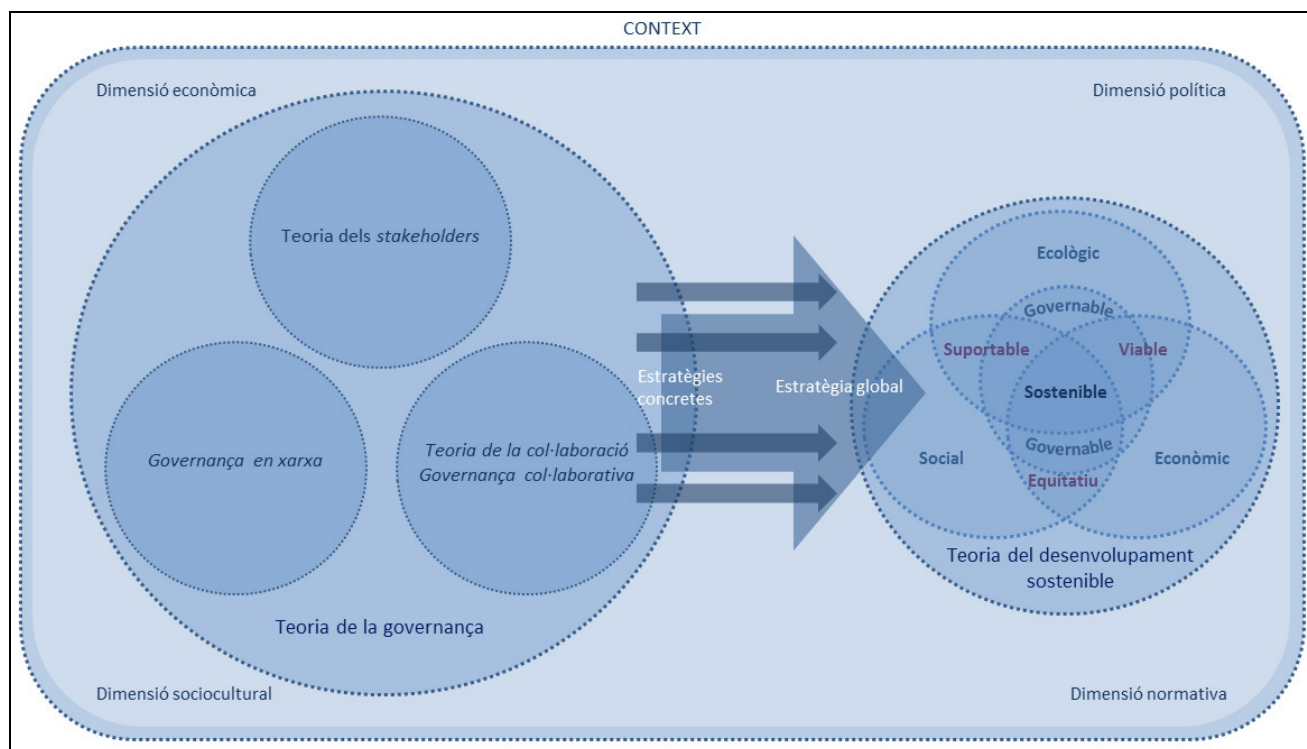 CONTEXT
Dimensió econòmica
Dimensió política
Teoria dels stakeholders
Governança en xarxa
Teoria de la col·laboració
Governança col·laborativa
Teoria de la governança
Estratègies
concretes
Estratègia global
Ecològic
Governable
Suportable
Viable
Sostenible
Governable
Social
Econòmic
Equitatiu
Teoria del desenvolupament
sostenible
Dimensió sociocultural
Dimensió normativa